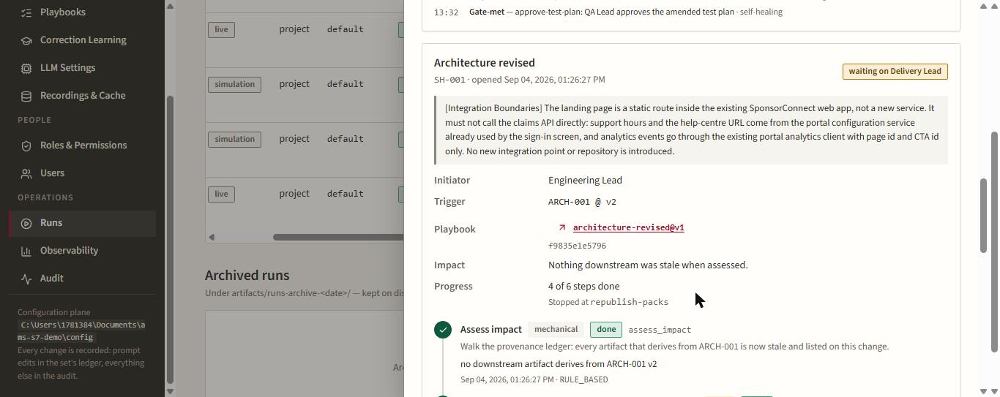 Playbooks
Correction Learning
LLM Settings
Recordings & Cache
PEOPLE
Roles & Permissions
Users
OPERATIONS
Runs
Observability
Audit
Configuration plane
C:\Users\1781384\Documents\a
ms-s7-demo\config
Every change is recorded: prompt
edits in the set's ledger, everything
else in the audit.
live project default
simulation project default
simulation project default
live project default
Archived runs
Under artifacts/runs-archive-<date>/ — kept on dis
Ar
13:32 Gate-met — approve-test-plan: QA Lead approves the amended test plan · self-healing
Architecture revised
SH-001 · opened Sep 04, 2026, 01:26:27 PM
waiting on Delivery Lead
[Integration Boundaries] The landing page is a static route inside the existing SponsorConnect web app, not a new service. It
must not call the claims API directly: support hours and the help-centre URL come from the portal configuration service
already used by the sign-in screen, and analytics events go through the existing portal analytics client with page id and CTA id
only. No new integration point or repository is introduced.
Initiator Engineering Lead
Trigger ARCH-001 @ v2
Playbook architecture-revised@v1
f9835e1e5796
Impact Nothing downstream was stale when assessed.
Progress 4 of 6 steps done
Stopped at republish-packs
Assess impact mechanical done assess_impact
Walk the provenance ledger: every artifact that derives from ARCH-001 is now stale and listed on this change.
no downstream artifact derives from ARCH-001 v2
Sep 04, 2026, 01:26:27 PM · RULE_BASED